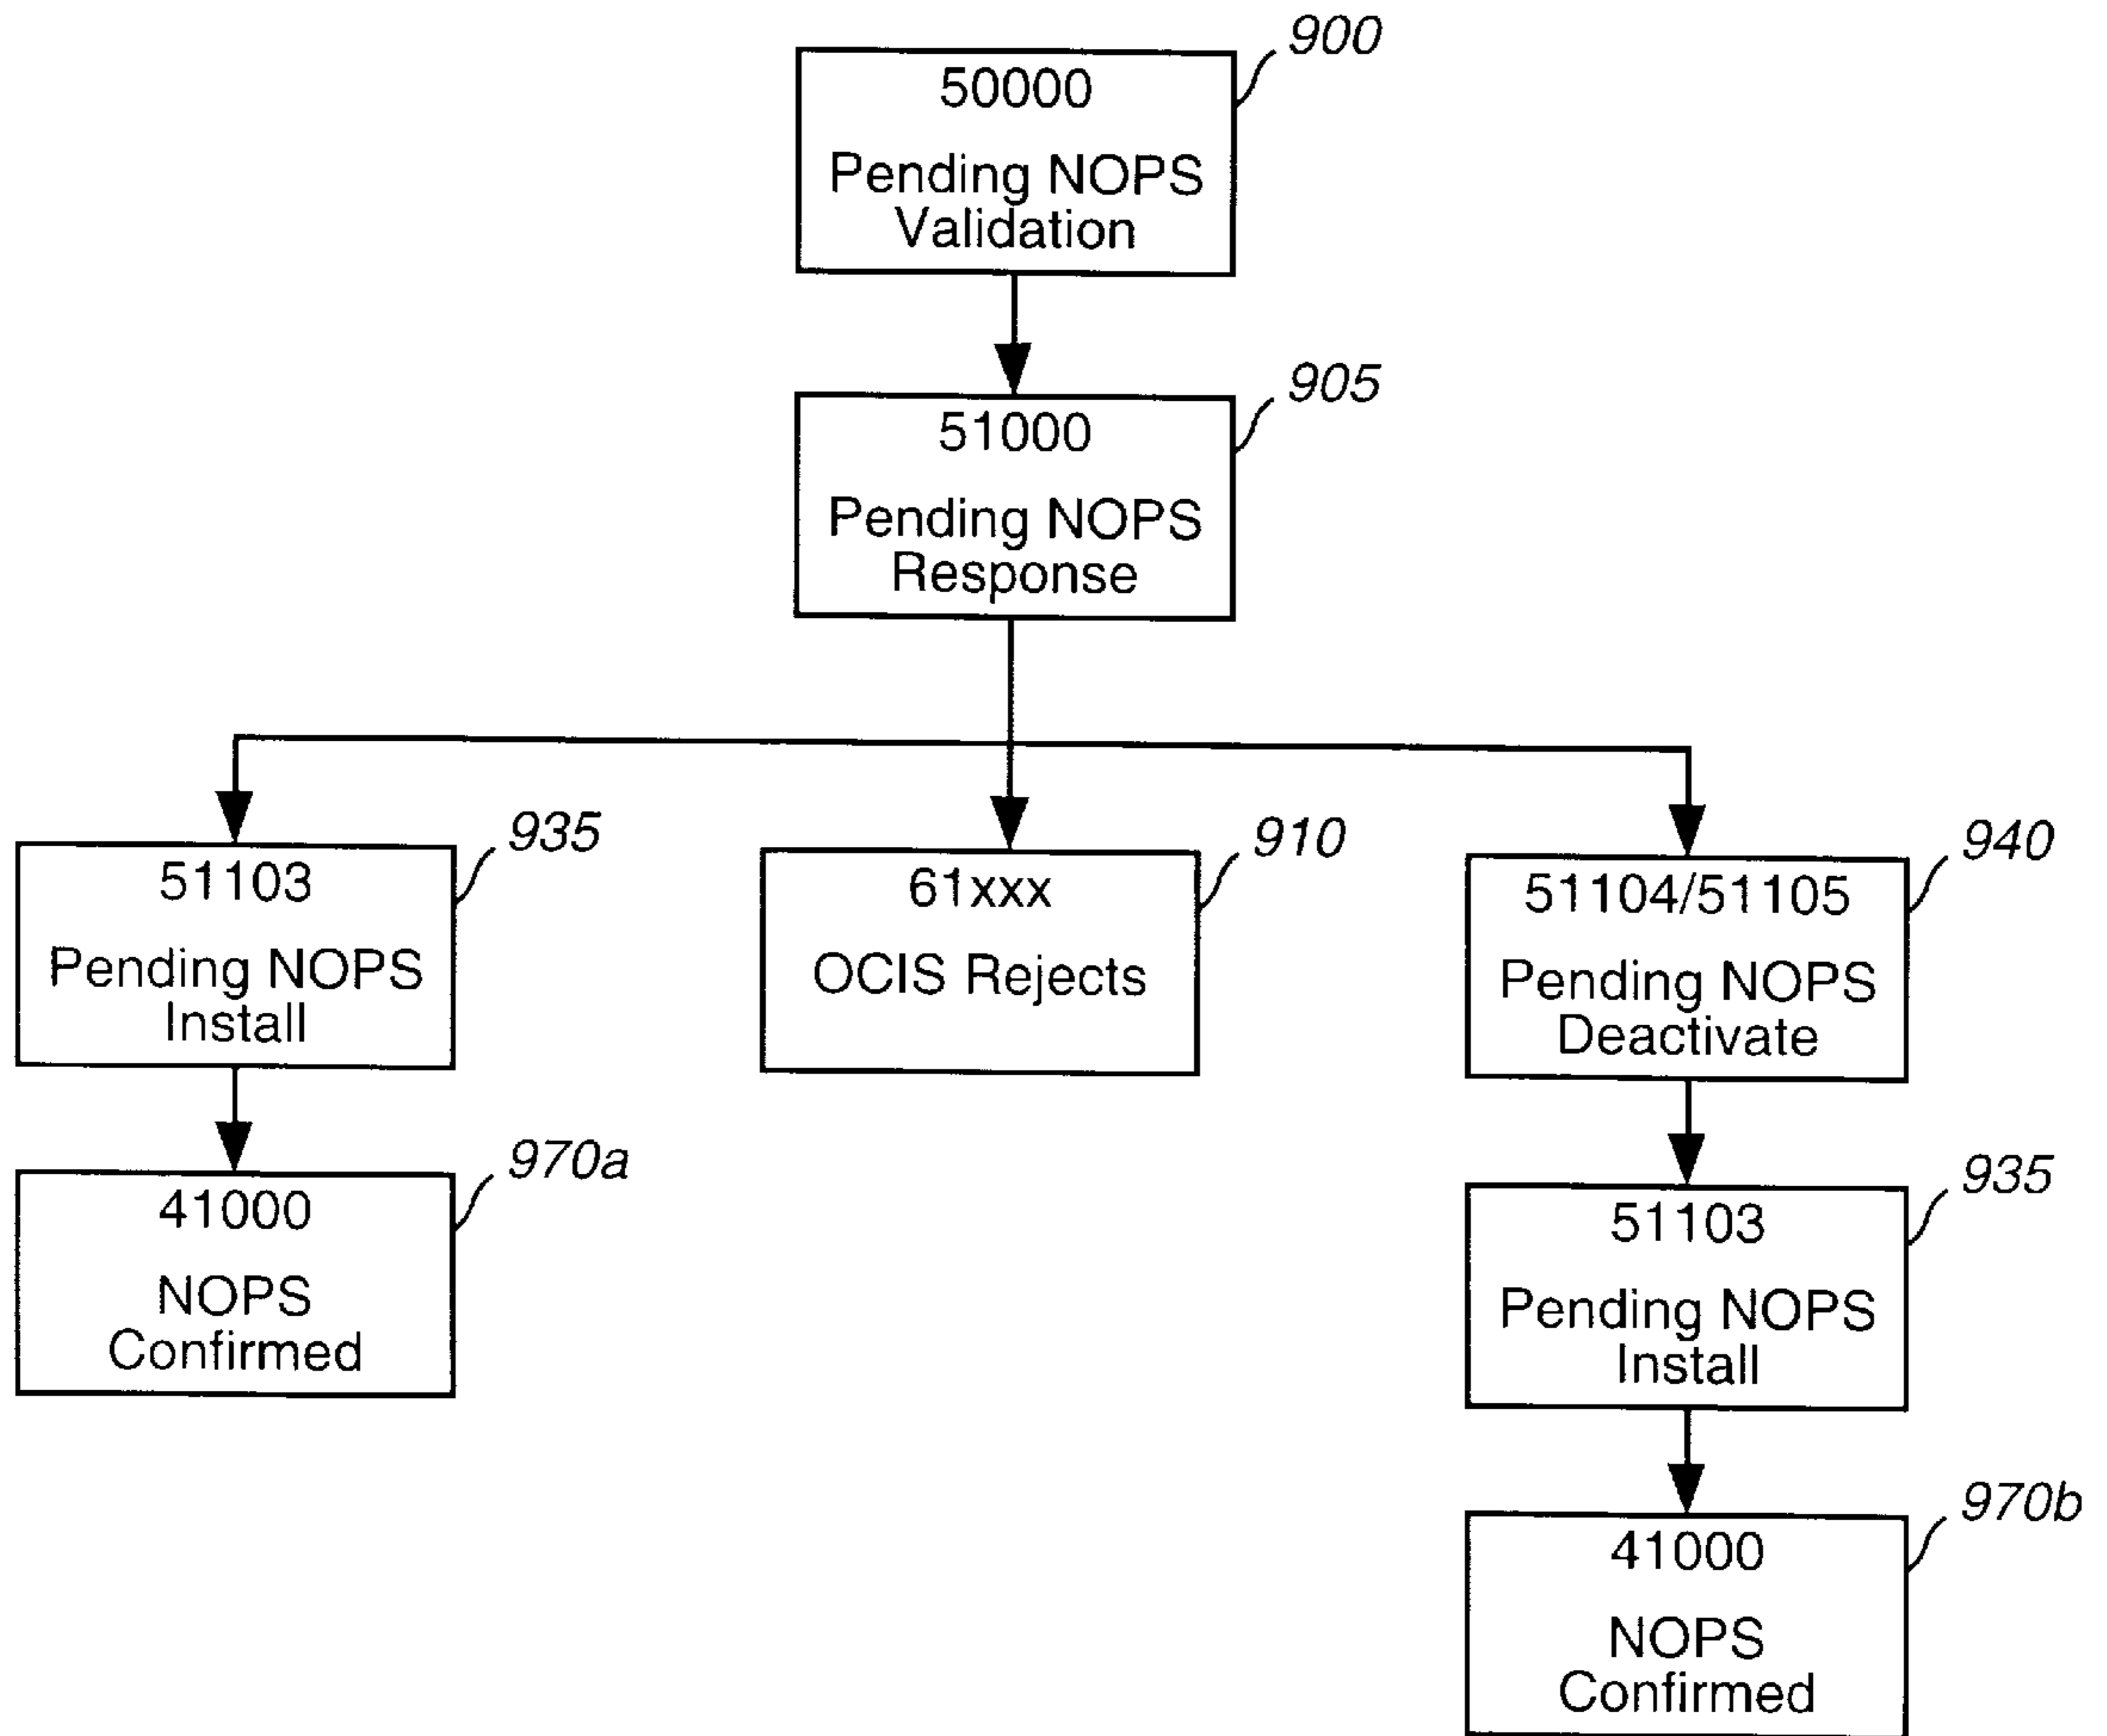 900
50000
Pending NOPS
Validation
905
51000
Pending NOPS
Response
935
51103
Pending NOPS
Install
910
61xxx
OCIS Rejects
940
51104/51105
Pending NOPS
Deactivate
970a
41000
NOPS
Confirmed
935
51103
Pending NOPS
Install
970b
41000
NOPS
Confirmed